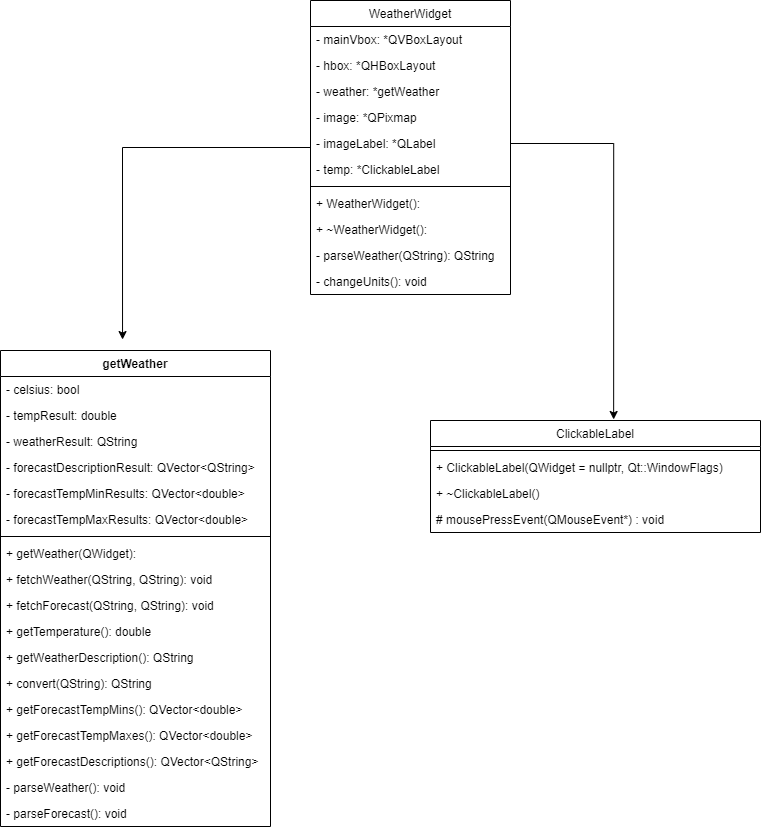 WeatherWidget
- mainVbox: *QVBoxLayout
- hbox: *QHBoxLayout
- weather: *getWeather
- image: *QPixmap
- imageLabel: *QLabel
- temp: *ClickableLabel
+ WeatherWidget():
+ ~WeatherWidget():
- parseWeather(QString): QString
- changeUnits(): void
getWeather
- celsius: bool
- tempResult: double
- weatherResult: QString
- forecastDescriptionResult: QVector<QString>
- forecastTempMinResults: QVector<double>
- forecastTempMaxResults: QVector<double>
+ getWeather(QWidget):
+ fetchWeather(QString, QString): void
+ fetchForecast(QString, QString): void
+ getTemperature(): double
+ getWeatherDescription(): QString
+ convert(QString): QString
+ getForecastTempMins(): QVector<double>
+ getForecastTempMaxes(): QVector<double>
+ getForecastDescriptions(): QVector<QString>
- parseWeather(): void
- parseForecast(): void
ClickableLabel
+ ClickableLabel(QWidget = nullptr, Qt::WindowFlags)
+ ~ClickableLabel()
# mousePressEvent(QMouseEvent*) : void